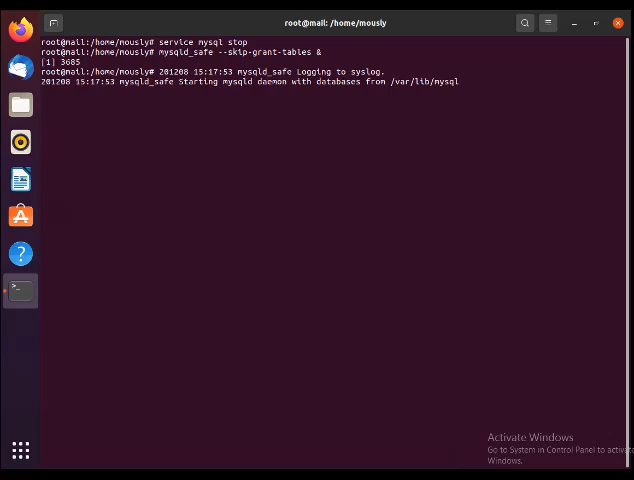 root@mail: /home/mously
root@mail:/home/mously# service mysql stop
root@mail:/home/mously# mysqld_safe --skip-grant-tables &
[1] 3685
root@mail:/home/mously# 201208 15:17:53 mysqld_safe Logging to syslog.
201208 15:17:53 mysqld_safe Starting mysqld daemon with databases from /var/lib/mysql
Activate Windows
Go to System in Control Panel to activate
Windows.